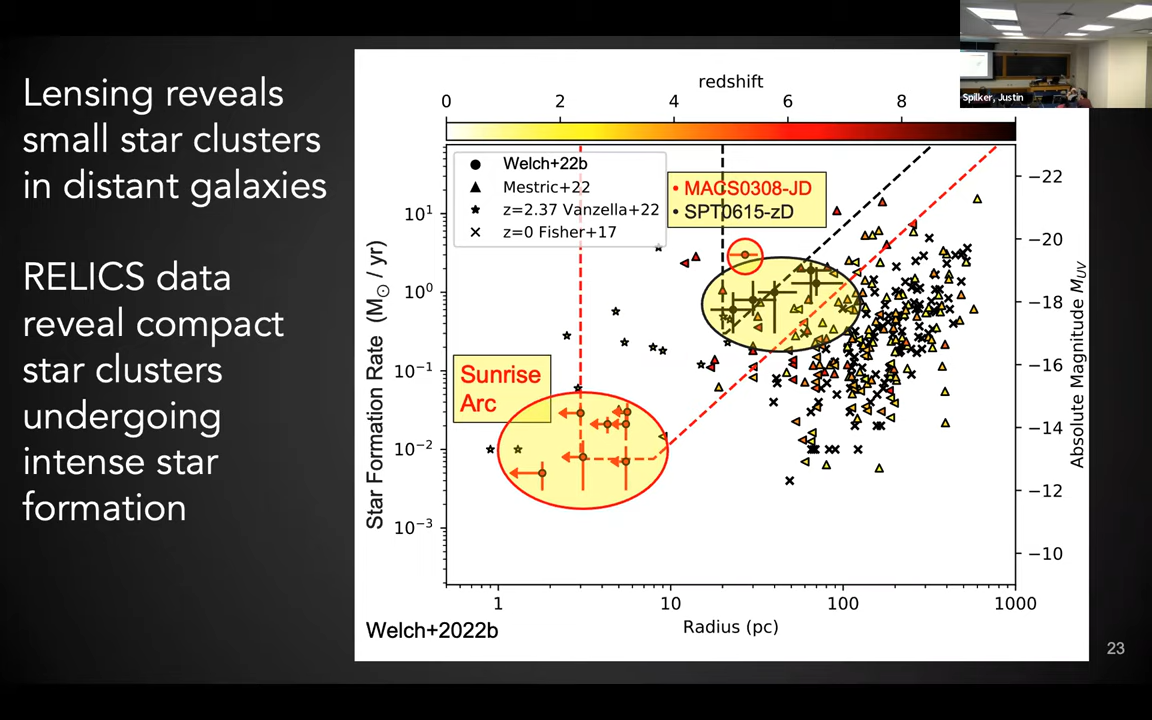 Lensing reveals
small star clusters
in distant galaxies
RELICS data
reveal compact
star clusters
undergoing
intense star
formation
redshift
0 2 4 6 8
Welch+22b
Mestric+22
z=2.37 Vanzella+22
z=0 Fisher+17
• MACS0308-JD
• SPT0615-zD
Sunrise
Arc
Star Formation Rate (M☉ / yr)
10¹
10⁰
10⁻¹
10⁻²
10⁻³
−22
−20
−18
−16
−14
−12
−10
Absolute Magnitude M_UV
1 10 100 1000
Radius (pc)
Welch+2022b
23
Spilker, Justin